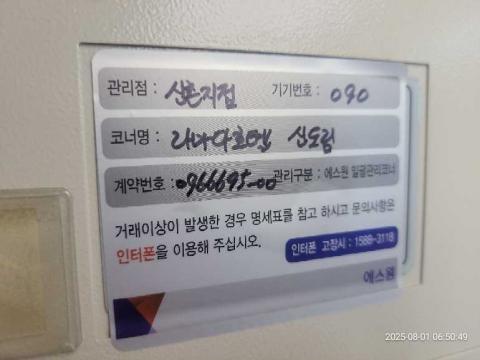 관리점 : 신촌지점 기기번호 : 090
코너명 : 라마다호텔 신도림
계약번호 : 0966695-00 관리구분 : 에스원 일괄관리코너
거래이상이 발생한 경우 명세표를 참고 하시고 문의사항은
인터폰을 이용해 주십시오.
인터폰 고장시 : 1588-3118
에스원
2025-08-01 06:50:49